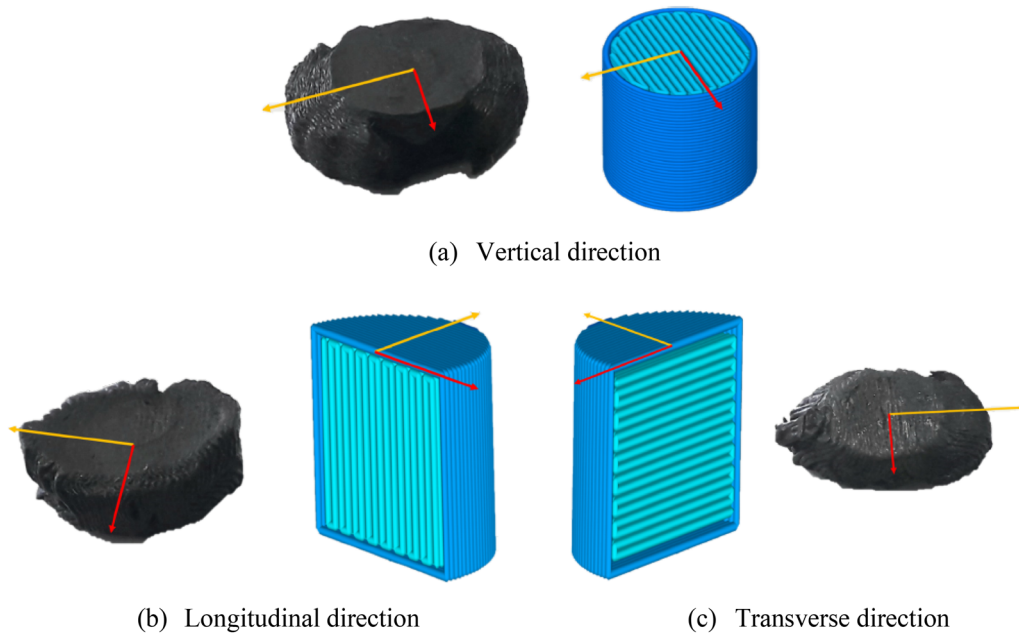 (a) Vertical direction
(b) Longitudinal direction
(c) Transverse direction